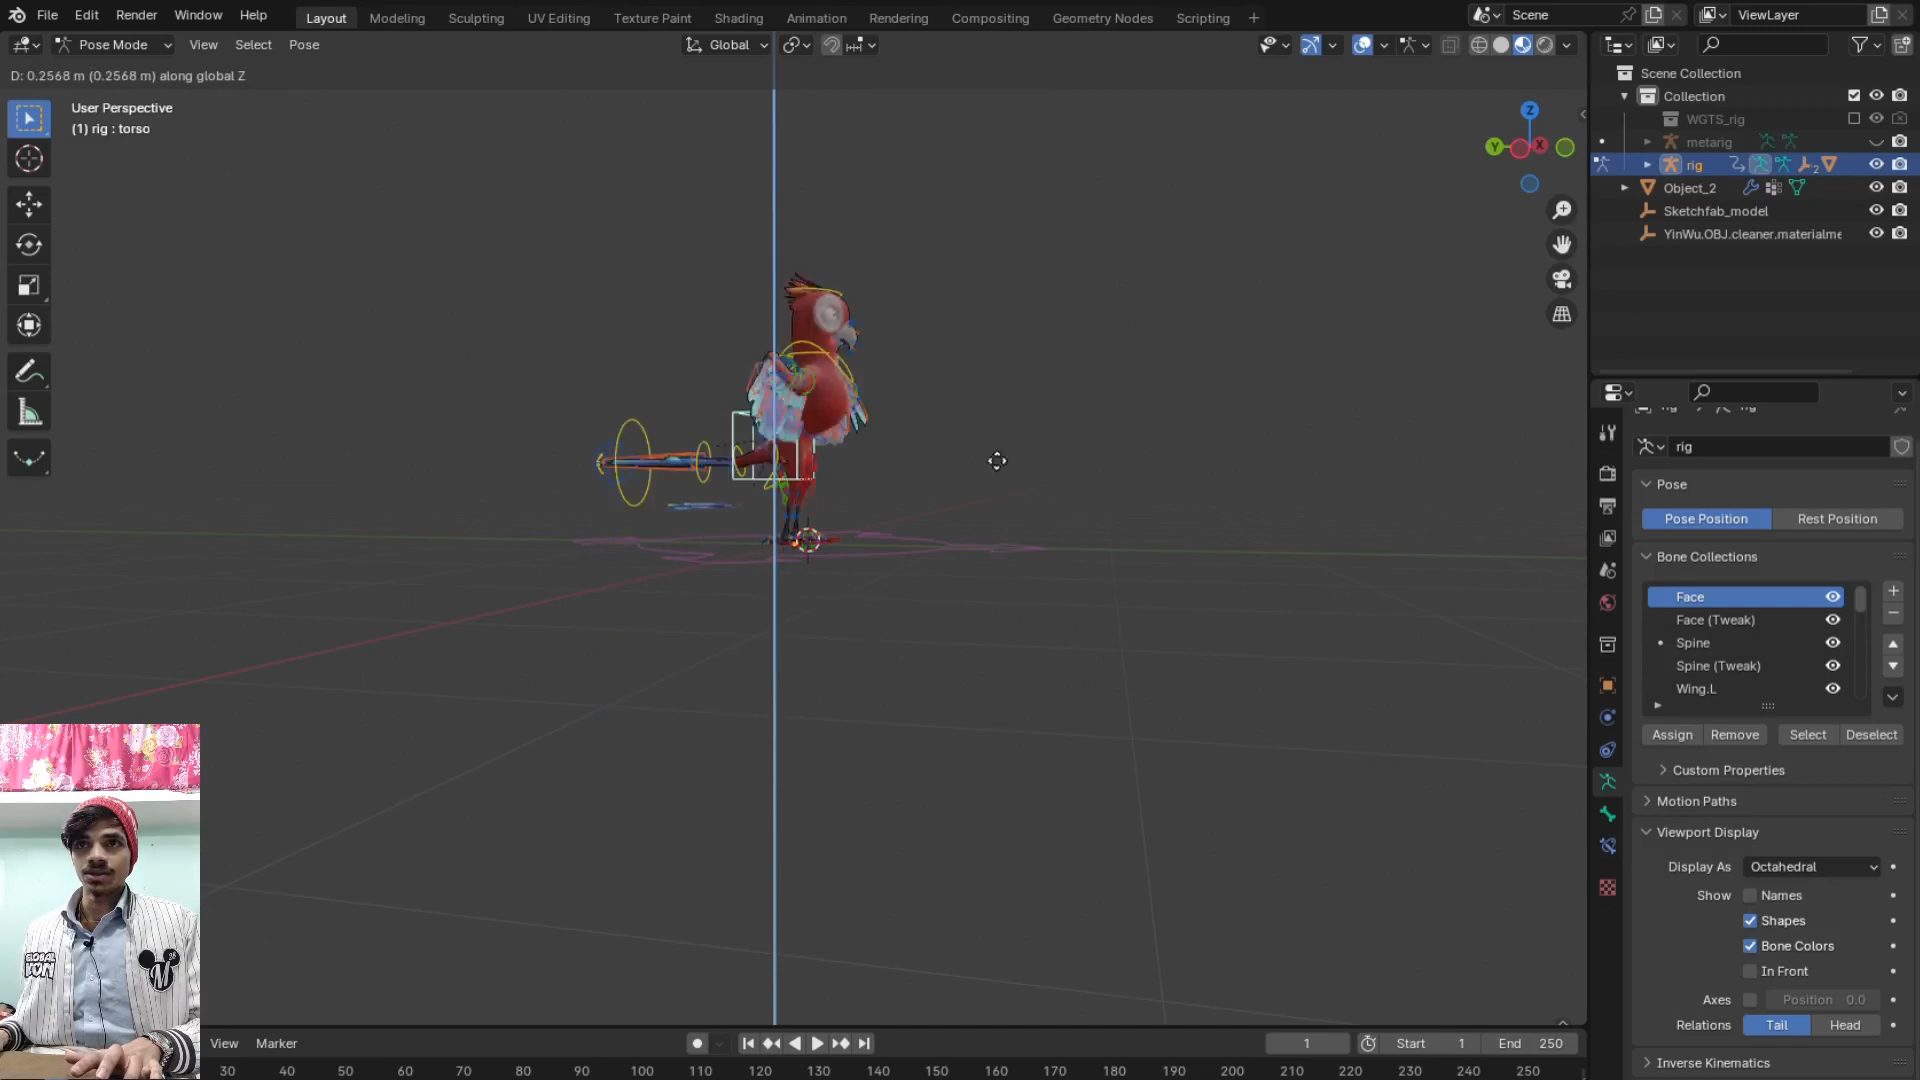 File Edit Render Window Help Layout Modeling Sculpting UV Editing Texture Paint Shading Animation Rendering Compositing Geometry Nodes Scripting + Scene ViewLayer
Pose Mode View Select Pose Global
D: 0.2568 m (0.2568 m) along global Z
User Perspective
(1) rig : torso
Z
Y
X
Scene Collection
Collection
WGTS_rig
metarig
rig
2
Object_2
Sketchfab_model
YinWu.OBJ.cleaner.materialme
rig
Pose
Pose Position Rest Position
Bone Collections
Face
Face (Tweak)
Spine
Spine (Tweak)
Wing.L
Assign Remove Select Deselect
Custom Properties
Motion Paths
Viewport Display
Display As Octahedral
Show Names
Shapes
Bone Colors
In Front
Axes Position 0.0
Relations Tail Head
Inverse Kinematics
GLOBAL
M
View Marker 1 Start 1 End 250
30 40 50 60 70 80 90 100 110 120 130 140 150 160 170 180 190 200 210 220 230 240 250